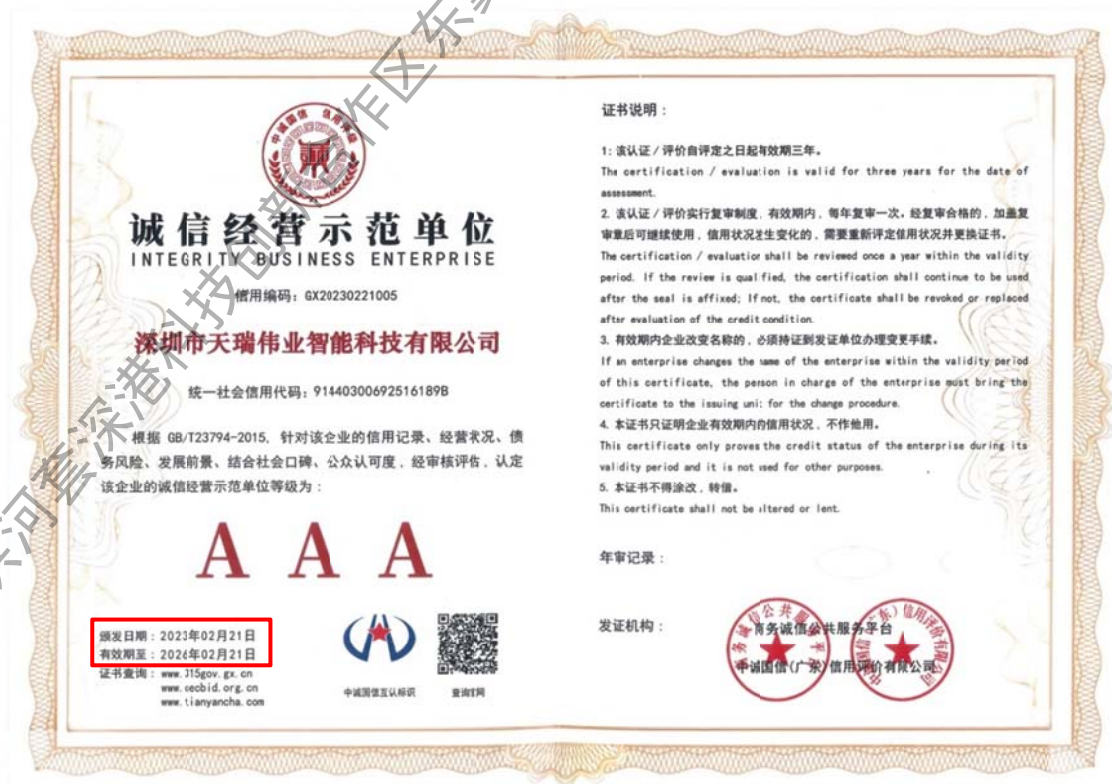 中诚国信 信用评级
诚信经营示范单位
INTEGRITY BUSINESS ENTERPRISE
信用编码：GX20230221005
深圳市天瑞伟业智能科技有限公司
统一社会信用代码：91440300692516189B
根据 GB/T23794-2015，针对该企业的信用记录、经营状况、债
务风险、发展前景、结合社会口碑、公众认可度，经审核评估，认定
该企业的诚信经营示范单位等级为：
A A A
颁发日期：2023年02月21日
有效期至：2026年02月21日
证书查询：www.315gov.gx.cn
www.cecbid.org.cn
www.tianyancha.com
中诚国信互认标识
查询官网
证书说明：
1：该认证／评价自评定之日起有效期三年。
The certification / evaluation is valid for three years for the date of
assessment.
2. 该认证／评价实行复审制度，有效期内，每年复审一次。经复审合格的，加盖复
审章后可继续使用，信用状况发生变化的，需要重新评定信用状况并更换证书。
The certification / evaluation shall be reviewed once a year within the validity
period. If the review is qualified, the certification shall continue to be used
after the seal is affixed; If not, the certificate shall be revoked or replaced
after evaluation of the credit condition.
3. 有效期内企业改变名称的，必须持证到发证单位办理变更手续。
If an enterprise changes the name of the enterprise within the validity period
of this certificate, the person in charge of the enterprise must bring the
certificate to the issuing unit for the change procedure.
4. 本证书只证明企业有效期内的信用状况，不作他用。
This certificate only proves the credit status of the enterprise during its
validity period and it is not used for other purposes.
5. 本证书不得涂改，转借。
This certificate shall not be altered or lent.
年审记录：
发证机构：
商务诚信公共服务平台
中诚国信(广东)信用评价有限公司
河套深港科技创新合作区东